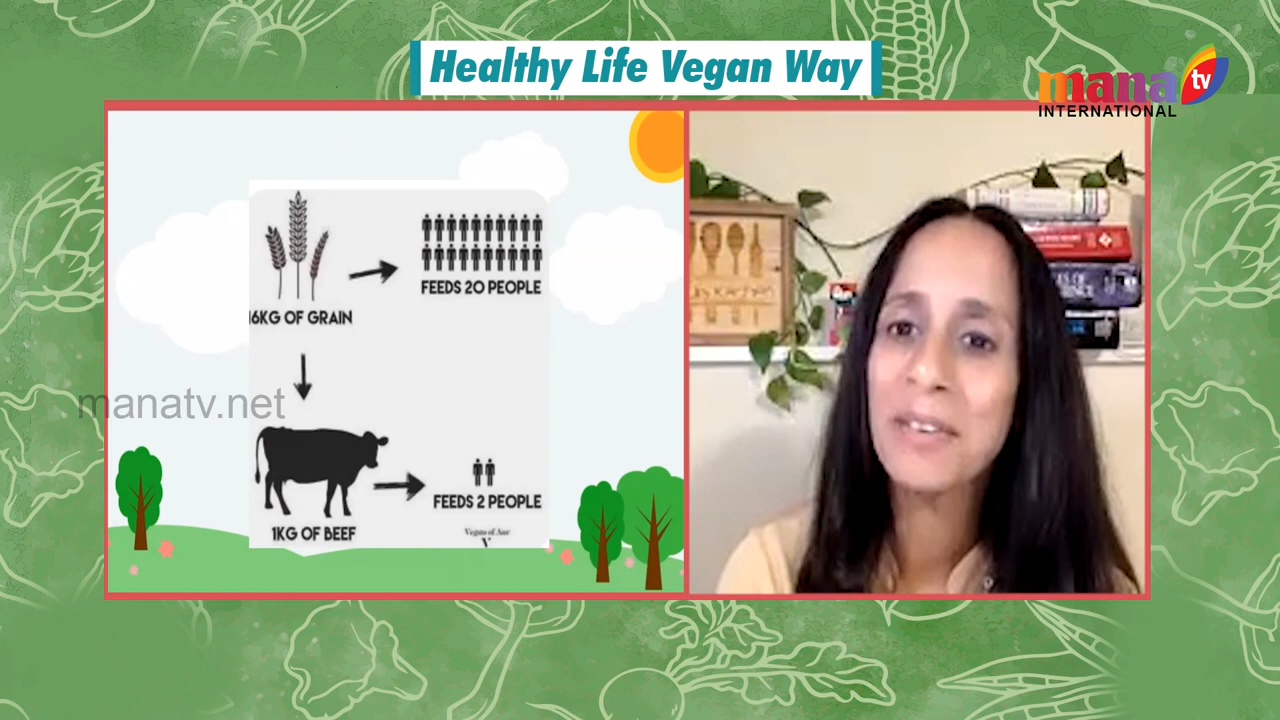 Healthy Life Vegan Way
mana tv
INTERNATIONAL
FEEDS 20 PEOPLE
16KG OF GRAIN
manatv.net
FEEDS 2 PEOPLE
1KG OF BEEF
V